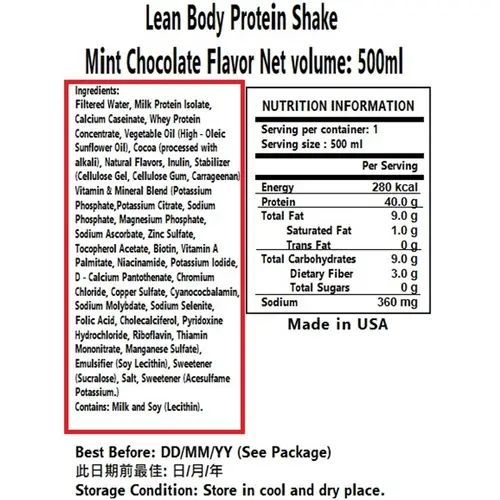 Lean Body Protein Shake
Mint Chocolate Flavor Net volume: 500ml
Ingredients:
Filtered Water, Milk Protein Isolate,
Calcium Caseinate, Whey Protein
Concentrate, Vegetable Oil (High - Oleic
Sunflower Oil), Cocoa (processed with
alkali), Natural Flavors, Inulin, Stabilizer
(Cellulose Gel, Cellulose Gum, Carrageenan)
Vitamin & Mineral Blend (Potassium
Phosphate,Potassium Citrate, Sodium
Phosphate, Magnesium Phosphate,
Sodium Ascorbate, Zinc Sulfate,
Tocopherol Acetate, Biotin, Vitamin A
Palmitate, Niacinamide, Potassium Iodide,
D - Calcium Pantothenate, Chromium
Chloride, Copper Sulfate, Cyanocobalamin,
Sodium Molybdate, Sodium Selenite,
Folic Acid, Cholecalciferol, Pyridoxine
Hydrochloride, Riboflavin, Thiamin
Mononitrate, Manganese Sulfate),
Emulsifier (Soy Lecithin), Sweetener
(Sucralose), Salt, Sweetener (Acesulfame
Potassium.)
Contains: Milk and Soy (Lecithin).
NUTRITION INFORMATION
Serving per container: 1
Serving size : 500 ml
Per Serving
Energy 280 kcal
Protein 40.0 g
Total Fat 9.0 g
Saturated Fat 1.0 g
Trans Fat 0 g
Total Carbohydrates 9.0 g
Dietary Fiber 3.0 g
Total Sugars 0 g
Sodium 360 mg
Made in USA
Best Before: DD/MM/YY (See Package)
此日期前最佳: 日/月/年
Storage Condition: Store in cool and dry place.